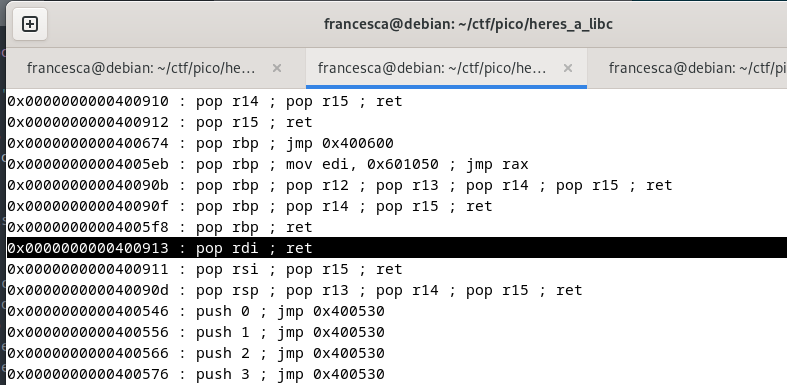 francesca@debian: ~/ctf/pico/heres_a_libc
francesca@debian: ~/ctf/pico/he… × francesca@debian: ~/ctf/pico/he… × francesca@debian: ~/ctf/pi
0x0000000000400910 : pop r14 ; pop r15 ; ret
0x0000000000400912 : pop r15 ; ret
0x0000000000400674 : pop rbp ; jmp 0x400600
0x00000000004005eb : pop rbp ; mov edi, 0x601050 ; jmp rax
0x000000000040090b : pop rbp ; pop r12 ; pop r13 ; pop r14 ; pop r15 ; ret
0x000000000040090f : pop rbp ; pop r14 ; pop r15 ; ret
0x00000000004005f8 : pop rbp ; ret
0x0000000000400913 : pop rdi ; ret
0x0000000000400911 : pop rsi ; pop r15 ; ret
0x000000000040090d : pop rsp ; pop r13 ; pop r14 ; pop r15 ; ret
0x0000000000400546 : push 0 ; jmp 0x400530
0x0000000000400556 : push 1 ; jmp 0x400530
0x0000000000400566 : push 2 ; jmp 0x400530
0x0000000000400576 : push 3 ; jmp 0x400530